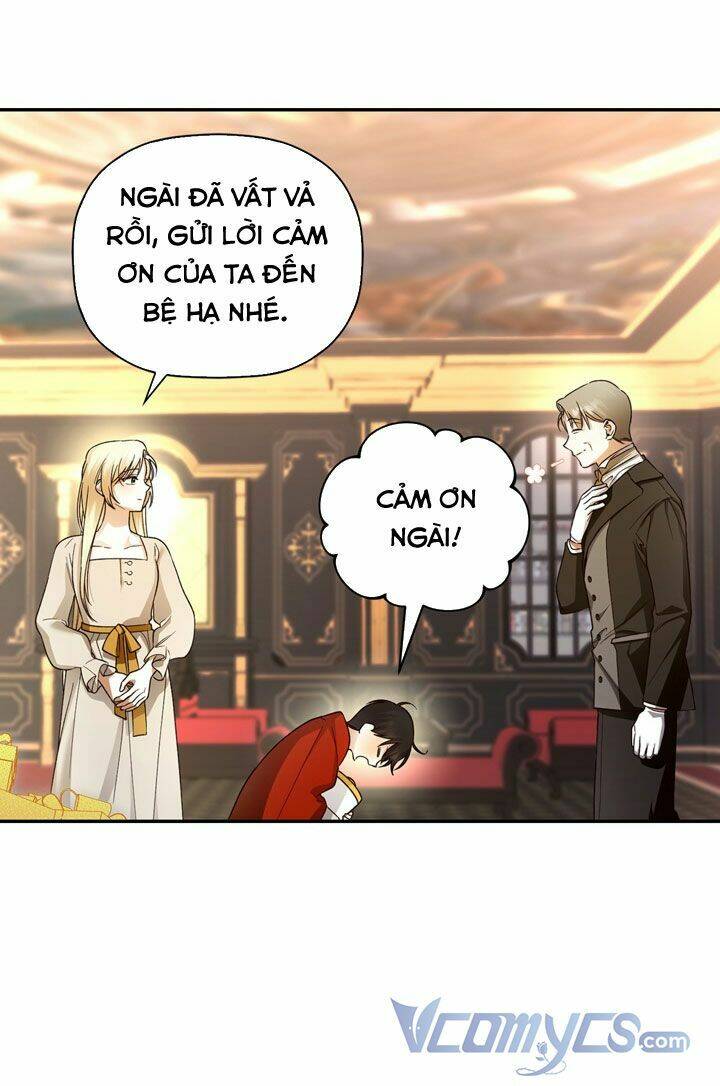 NGÀI ĐÃ VẤT VẢ
RỒI, GỬI LỜI CẢM
ƠN CỦA TA ĐẾN
BỆ HẠ NHÉ.
CẢM ƠN
NGÀI!
Vcomycs.com